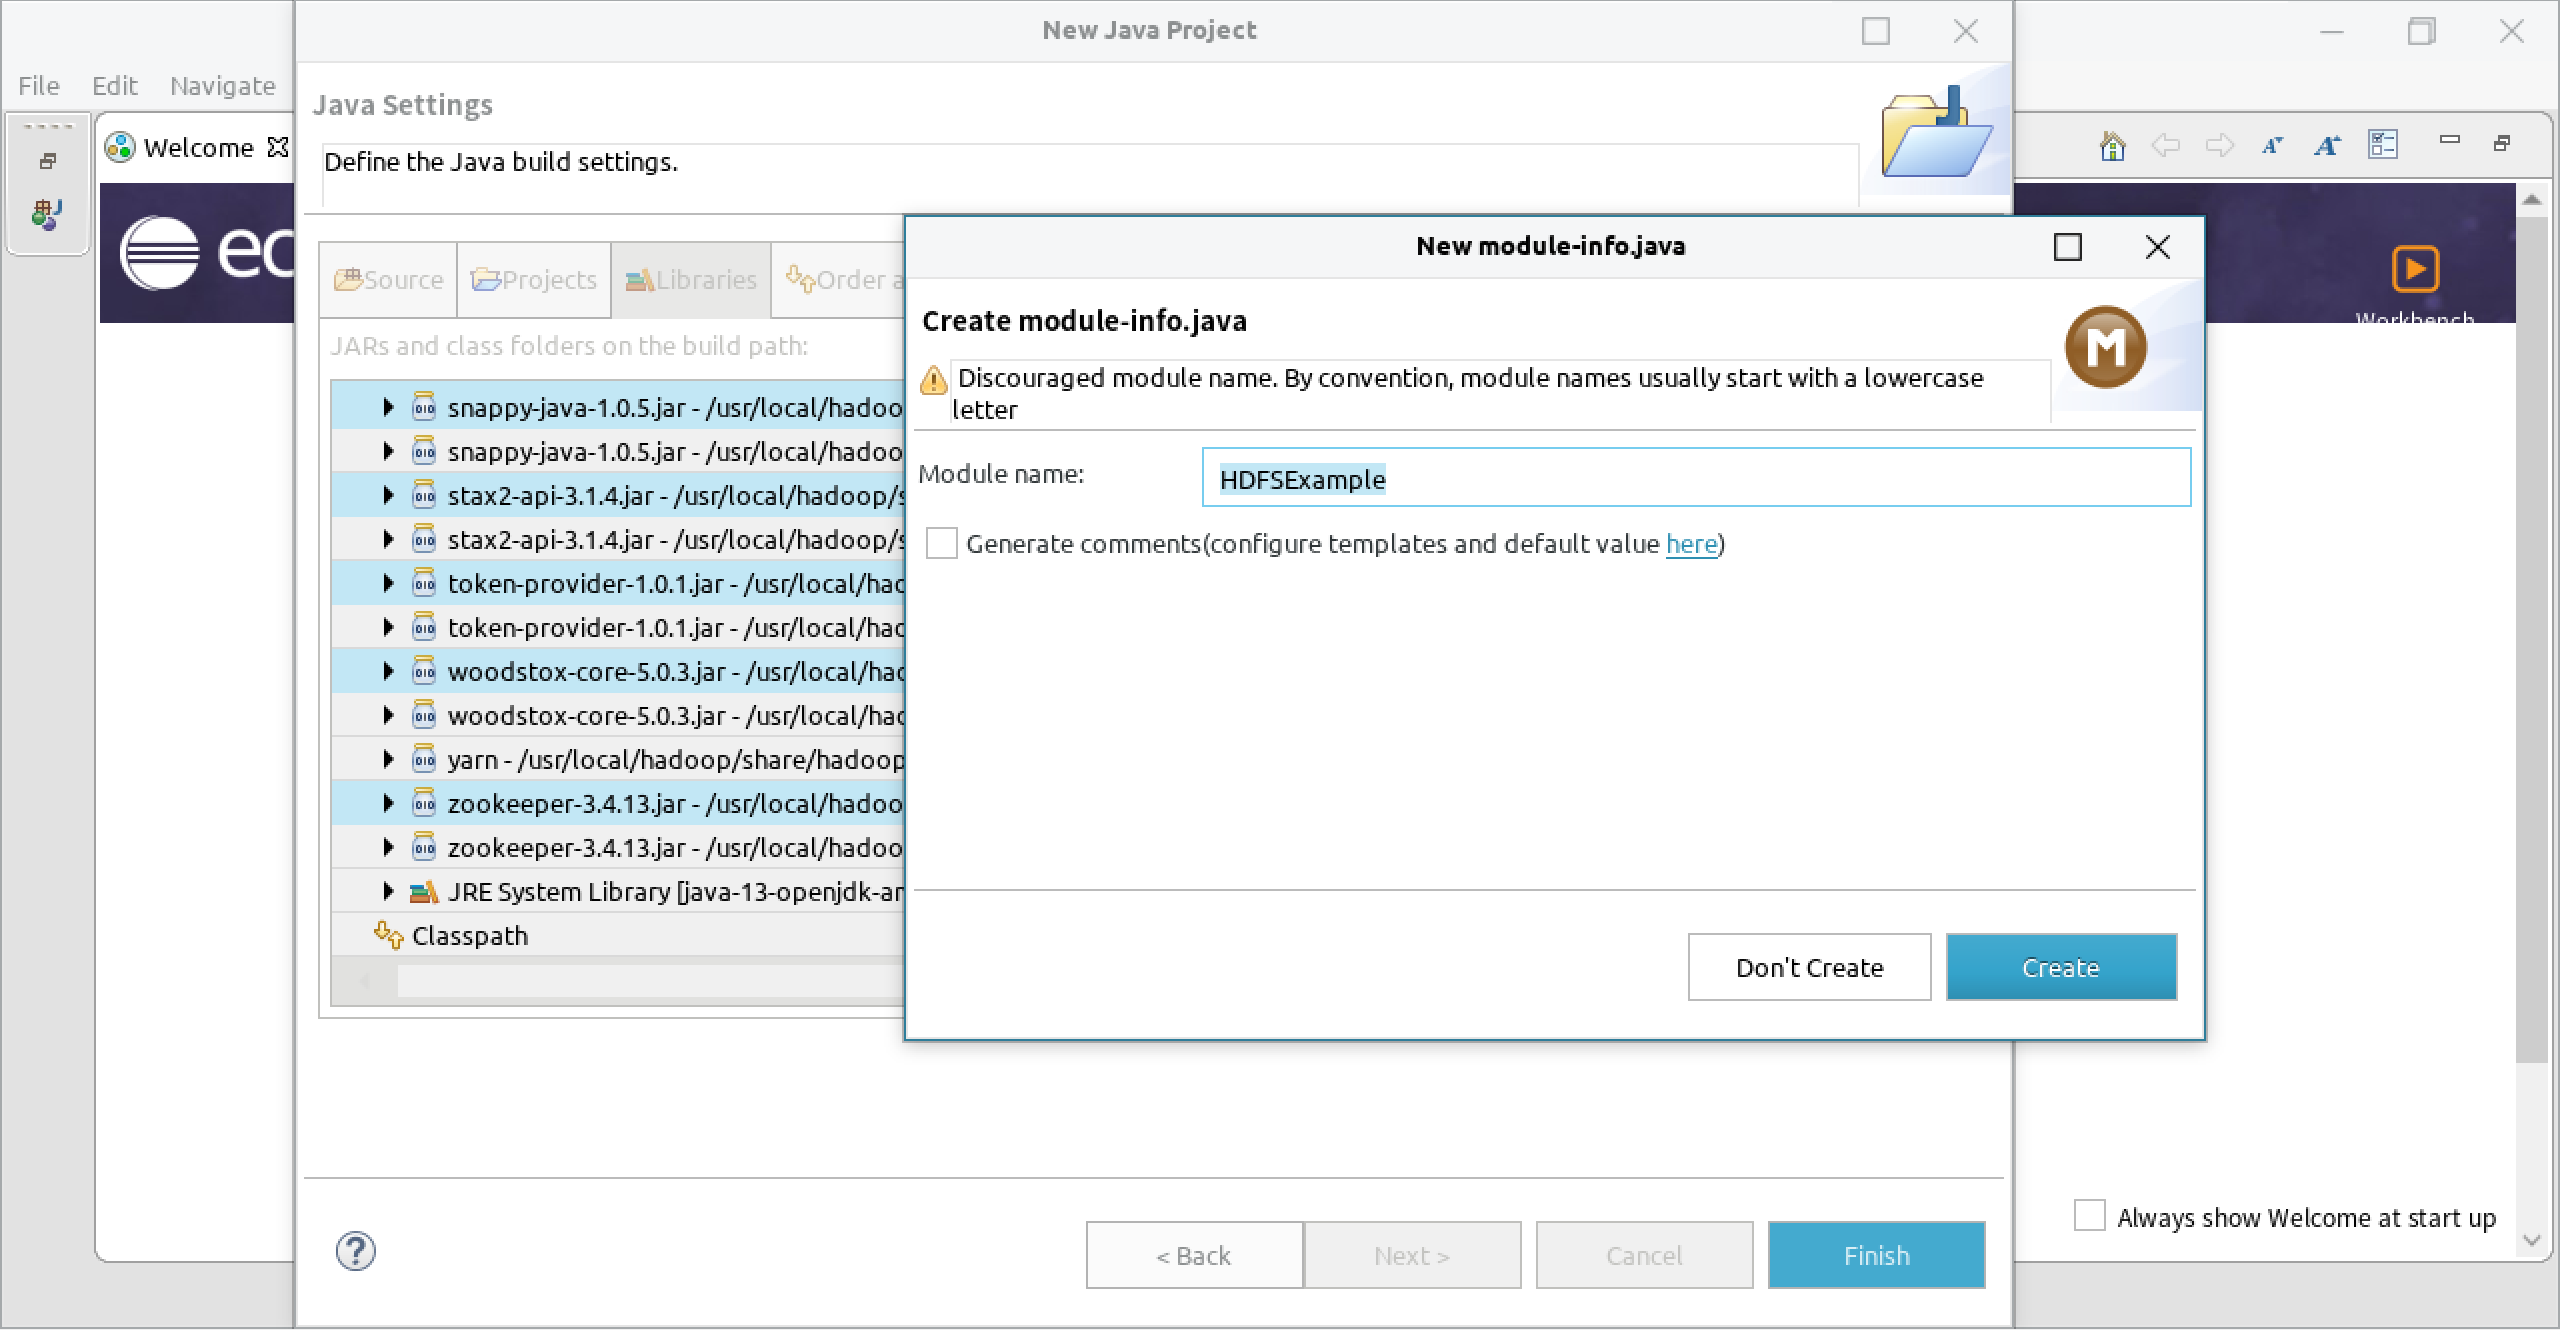 New Java Project
File Edit Navigate
Java Settings
Welcome
Define the Java build settings.
ec
Source Projects Libraries Order a
JARs and class folders on the build path:
snappy-java-1.0.5.jar - /usr/local/hadoo
snappy-java-1.0.5.jar - /usr/local/hadoo
stax2-api-3.1.4.jar - /usr/local/hadoop/s
stax2-api-3.1.4.jar - /usr/local/hadoop/s
token-provider-1.0.1.jar - /usr/local/hac
token-provider-1.0.1.jar - /usr/local/hac
woodstox-core-5.0.3.jar - /usr/local/hac
woodstox-core-5.0.3.jar - /usr/local/hac
yarn - /usr/local/hadoop/share/hadoop
zookeeper-3.4.13.jar - /usr/local/hadoo
zookeeper-3.4.13.jar - /usr/local/hadoo
JRE System Library [java-13-openjdk-ar
Classpath
New module-info.java
Create module-info.java
M
Discouraged module name. By convention, module names usually start with a lowercase
letter
Module name: HDFSExample
Generate comments(configure templates and default value here)
Don't Create Create
Workbench
< Back Next > Cancel Finish
Always show Welcome at start up